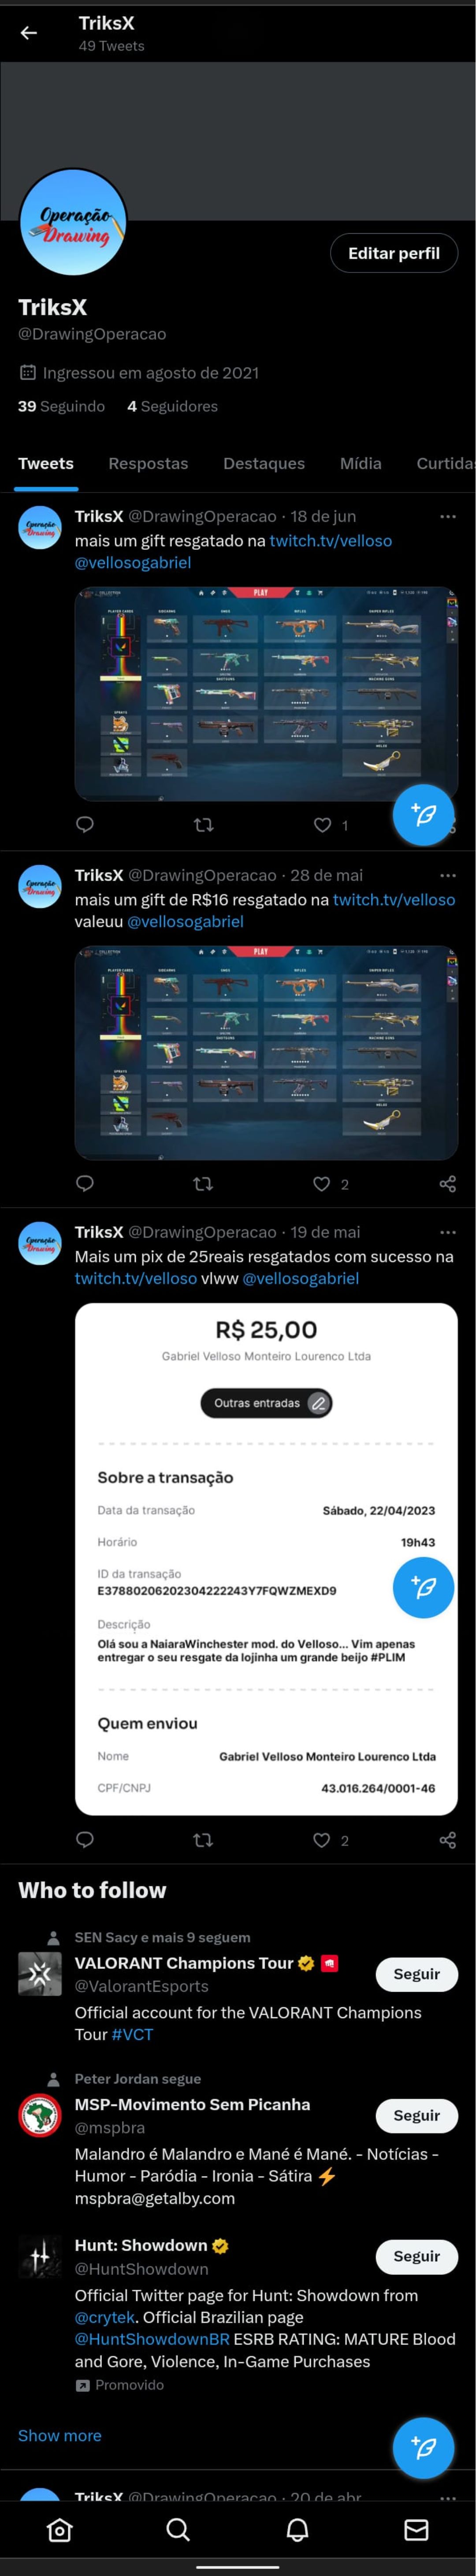 TriksX
49 Tweets
Operação
Drawing
Editar perfil
TriksX
@DrawingOperacao
Ingressou em agosto de 2021
39 Seguindo 4 Seguidores
Tweets Respostas Destaques Mídia Curtida
TriksX @DrawingOperacao · 18 de jun
mais um gift resgatado na twitch.tv/velloso
@vellosogabriel
PLAY
1
TriksX @DrawingOperacao · 28 de mai
mais um gift de R$16 resgatado na twitch.tv/velloso
valeuu @vellosogabriel
PLAY
2
TriksX @DrawingOperacao · 19 de mai
Mais um pix de 25reais resgatados com sucesso na
twitch.tv/velloso vlww @vellosogabriel
R$ 25,00
Gabriel Velloso Monteiro Lourenco Ltda
Outras entradas
Sobre a transação
Data da transação Sábado, 22/04/2023
Horário 19h43
ID da transação
E37880206202304222243Y7FQWZMEXD9
Descrição
Olá sou a NaiaraWinchester mod. do Velloso... Vim apenas
entregar o seu resgate da lojinha um grande beijo #PLIM
Quem enviou
Nome Gabriel Velloso Monteiro Lourenco Ltda
CPF/CNPJ 43.016.264/0001-46
2
Who to follow
SEN Sacy e mais 9 seguem
VALORANT Champions Tour
@ValorantEsports
Seguir
Official account for the VALORANT Champions
Tour #VCT
Peter Jordan segue
MSP-Movimento Sem Picanha
@mspbra
Seguir
Malandro é Malandro e Mané é Mané. - Notícias -
Humor - Paródia - Ironia - Sátira ⚡
mspbra@getalby.com
Hunt: Showdown
@HuntShowdown
Seguir
Official Twitter page for Hunt: Showdown from
@crytek. Official Brazilian page
@HuntShowdownBR ESRB RATING: MATURE Blood
and Gore, Violence, In-Game Purchases
Promovido
Show more
TriksX @DrawingOperacao · 20 de abr